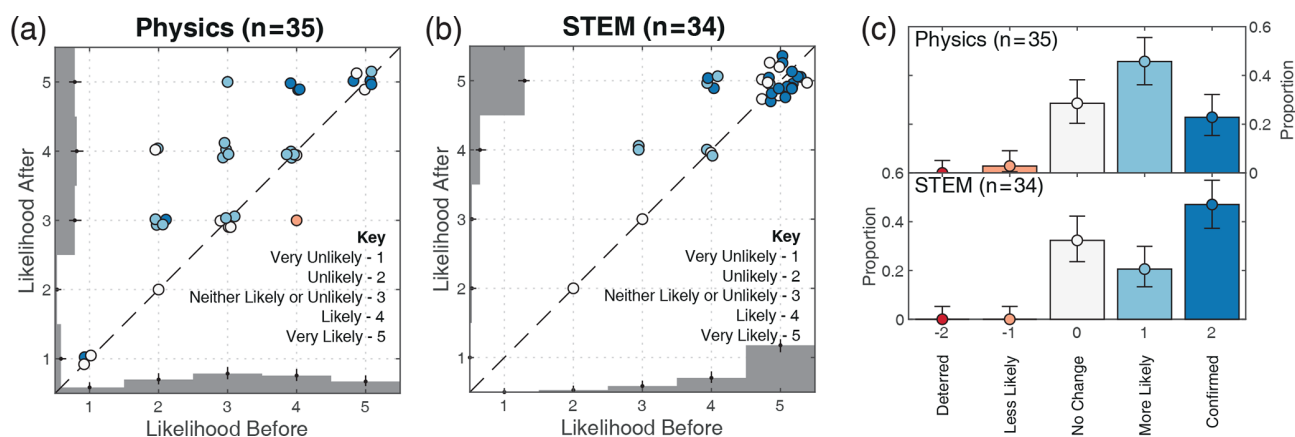 (a)
Physics (n=35)
Likelihood After
5
4
3
2
1
Key
Very Unlikely - 1
Unlikely - 2
Neither Likely or Unlikely - 3
Likely - 4
Very Likely - 5
1 2 3 4 5
Likelihood Before
(b)
STEM (n=34)
Likelihood After
5
4
3
2
1
Key
Very Unlikely - 1
Unlikely - 2
Neither Likely or Unlikely - 3
Likely - 4
Very Likely - 5
1 2 3 4 5
Likelihood Before
(c)
Physics (n=35)
0.6
0.4
0.2
0
Proportion
STEM (n=34)
0.6
0.4
0.2
0
Proportion
-2 -1 0 1 2
Deterred
Less Likely
No Change
More Likely
Confirmed